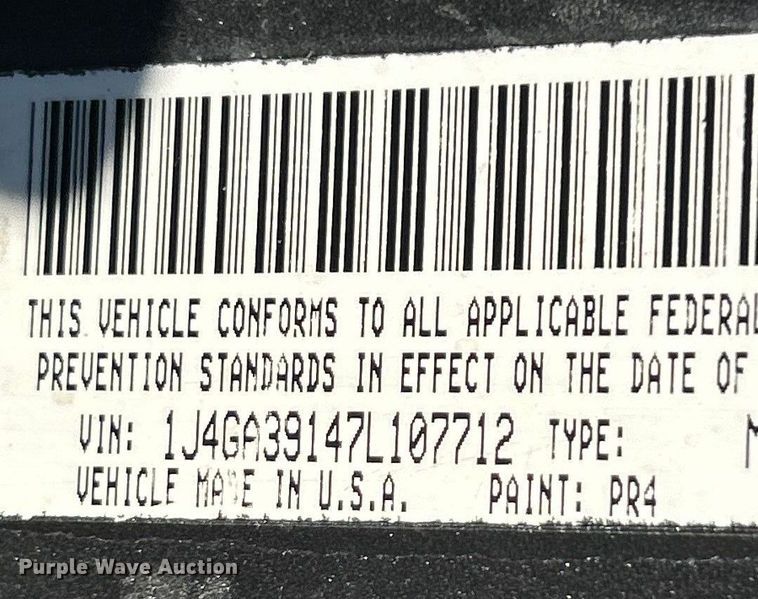 THIS VEHICLE CONFORMS TO ALL APPLICABLE FEDERAL
PREVENTION STANDARDS IN EFFECT ON THE DATE OF
VIN: 1J4GA39147L107712 TYPE: M
VEHICLE MADE IN U.S.A. PAINT: PR4
Purple Wave Auction